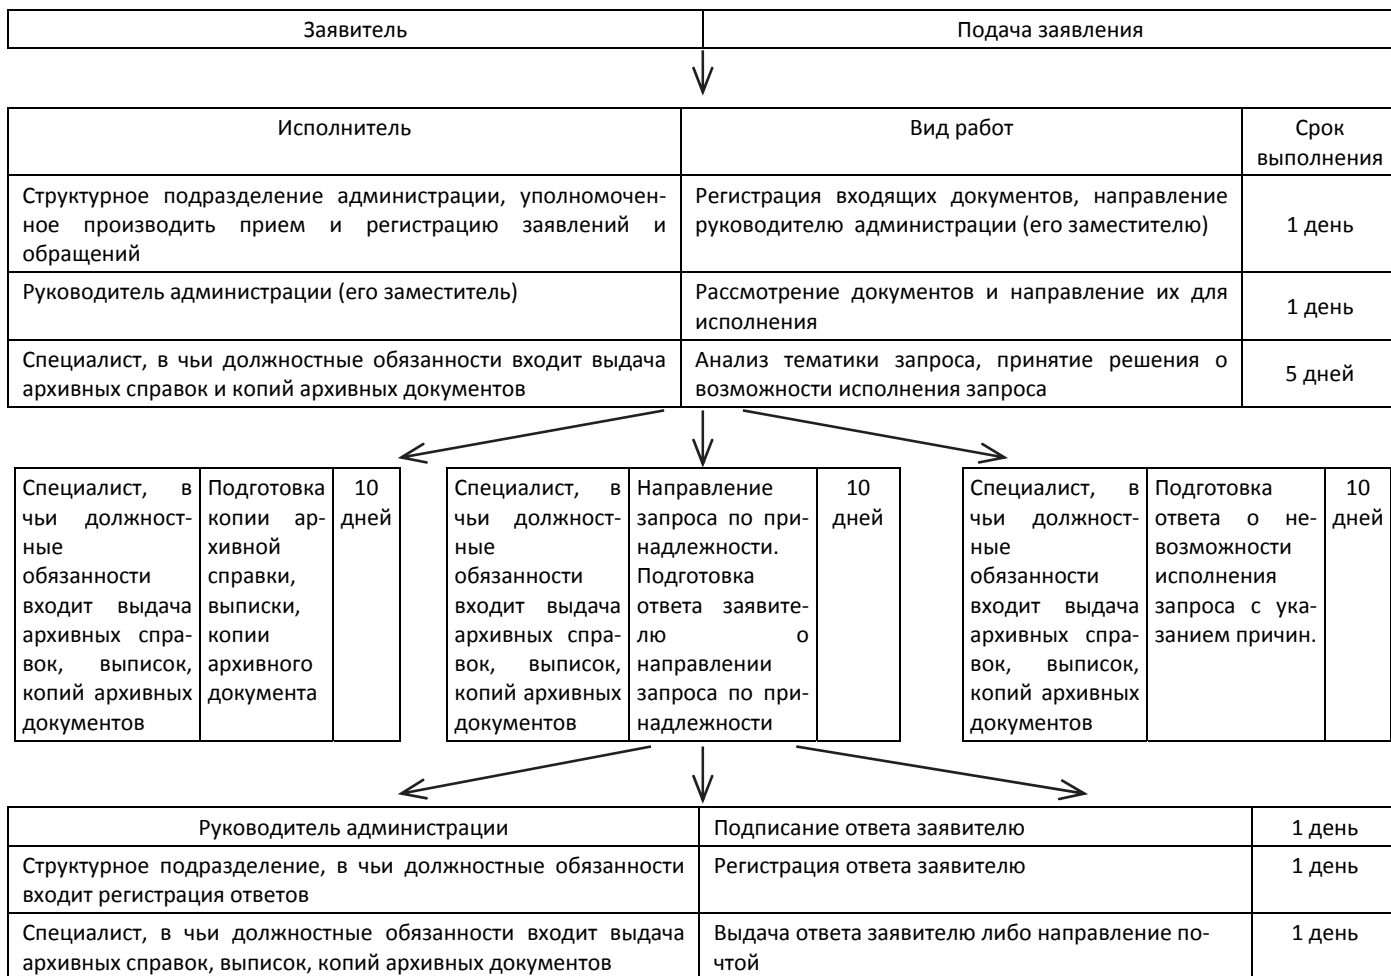 Заявитель
Подача заявления
Исполнитель
Вид работ
Срок
выполнения
Структурное подразделение администрации, уполномочен-
ное производить прием и регистрацию заявлений и
обращений
Регистрация входящих документов, направление
руководителю администрации (его заместителю)
1 день
Руководитель администрации (его заместитель)
Рассмотрение документов и направление их для
исполнения
1 день
Специалист, в чьи должностные обязанности входит выдача
архивных справок и копий архивных документов
Анализ тематики запроса, принятие решения о
возможности исполнения запроса
5 дней
Специалист, в
чьи должност-
ные
обязанности
входит выдача
архивных спра-
вок, выписок,
копий архивных
документов
Подготовка
копии ар-
хивной
справки,
выписки,
копии
архивного
документа
10
дней
Специалист, в
чьи должност-
ные
обязанности
входит выдача
архивных спра-
вок, выписок,
копий архивных
документов
Направление
запроса по при-
надлежности.
Подготовка
ответа заявите-
лю о
направлении
запроса по при-
надлежности
10
дней
Специалист, в
чьи должност-
ные
обязанности
входит выдача
архивных спра-
вок, выписок,
копий архивных
документов
Подготовка
ответа о не-
возможности
исполнения
запроса с ука-
занием причин.
10
дней
Руководитель администрации
Подписание ответа заявителю
1 день
Структурное подразделение, в чьи должностные обязанности
входит регистрация ответов
Регистрация ответа заявителю
1 день
Специалист, в чьи должностные обязанности входит выдача
архивных справок, выписок, копий архивных документов
Выдача ответа заявителю либо направление по-
чтой
1 день